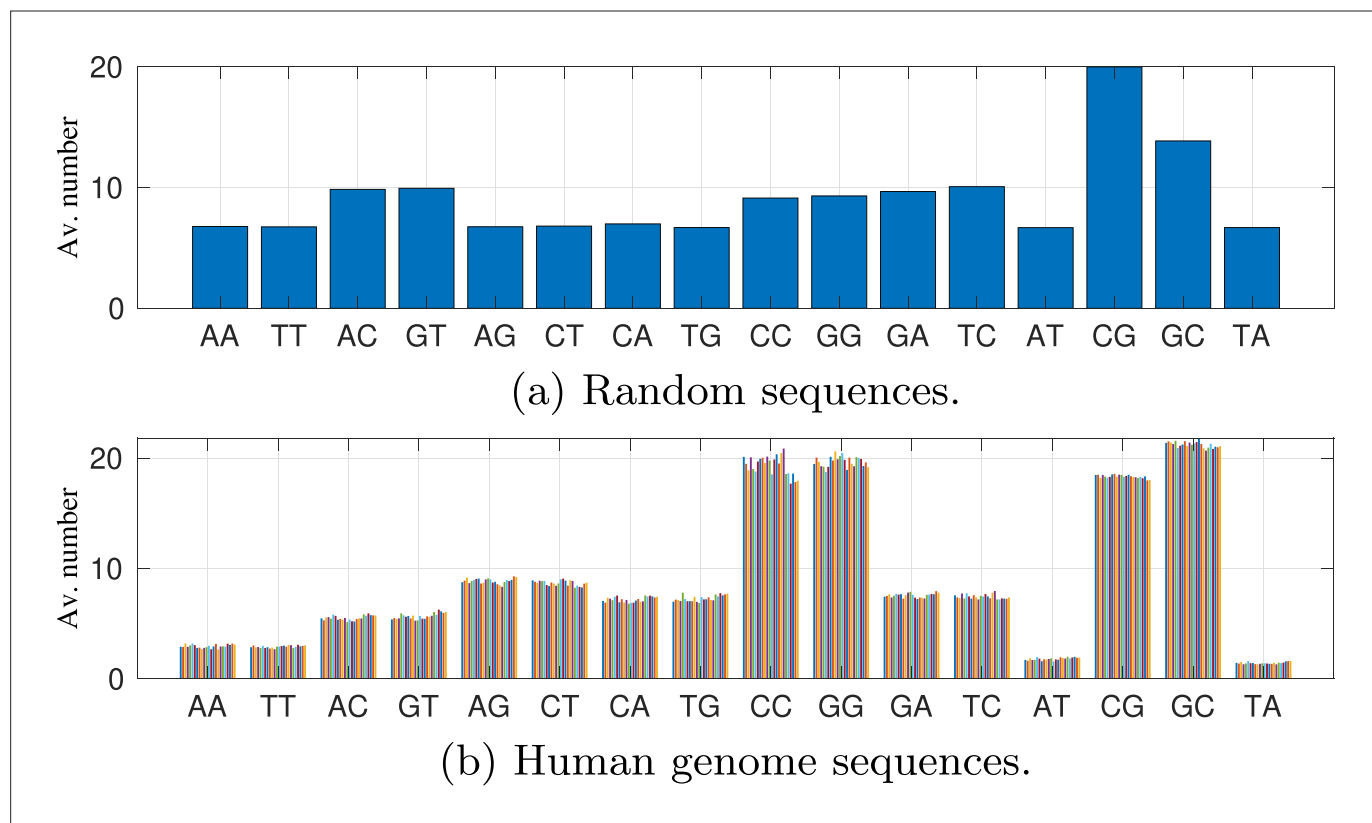 20
10
0
Av. number
AA TT AC GT AG CT CA TG CC GG GA TC AT CG GC TA
(a) Random sequences.
20
10
0
Av. number
AA TT AC GT AG CT CA TG CC GG GA TC AT CG GC TA
(b) Human genome sequences.